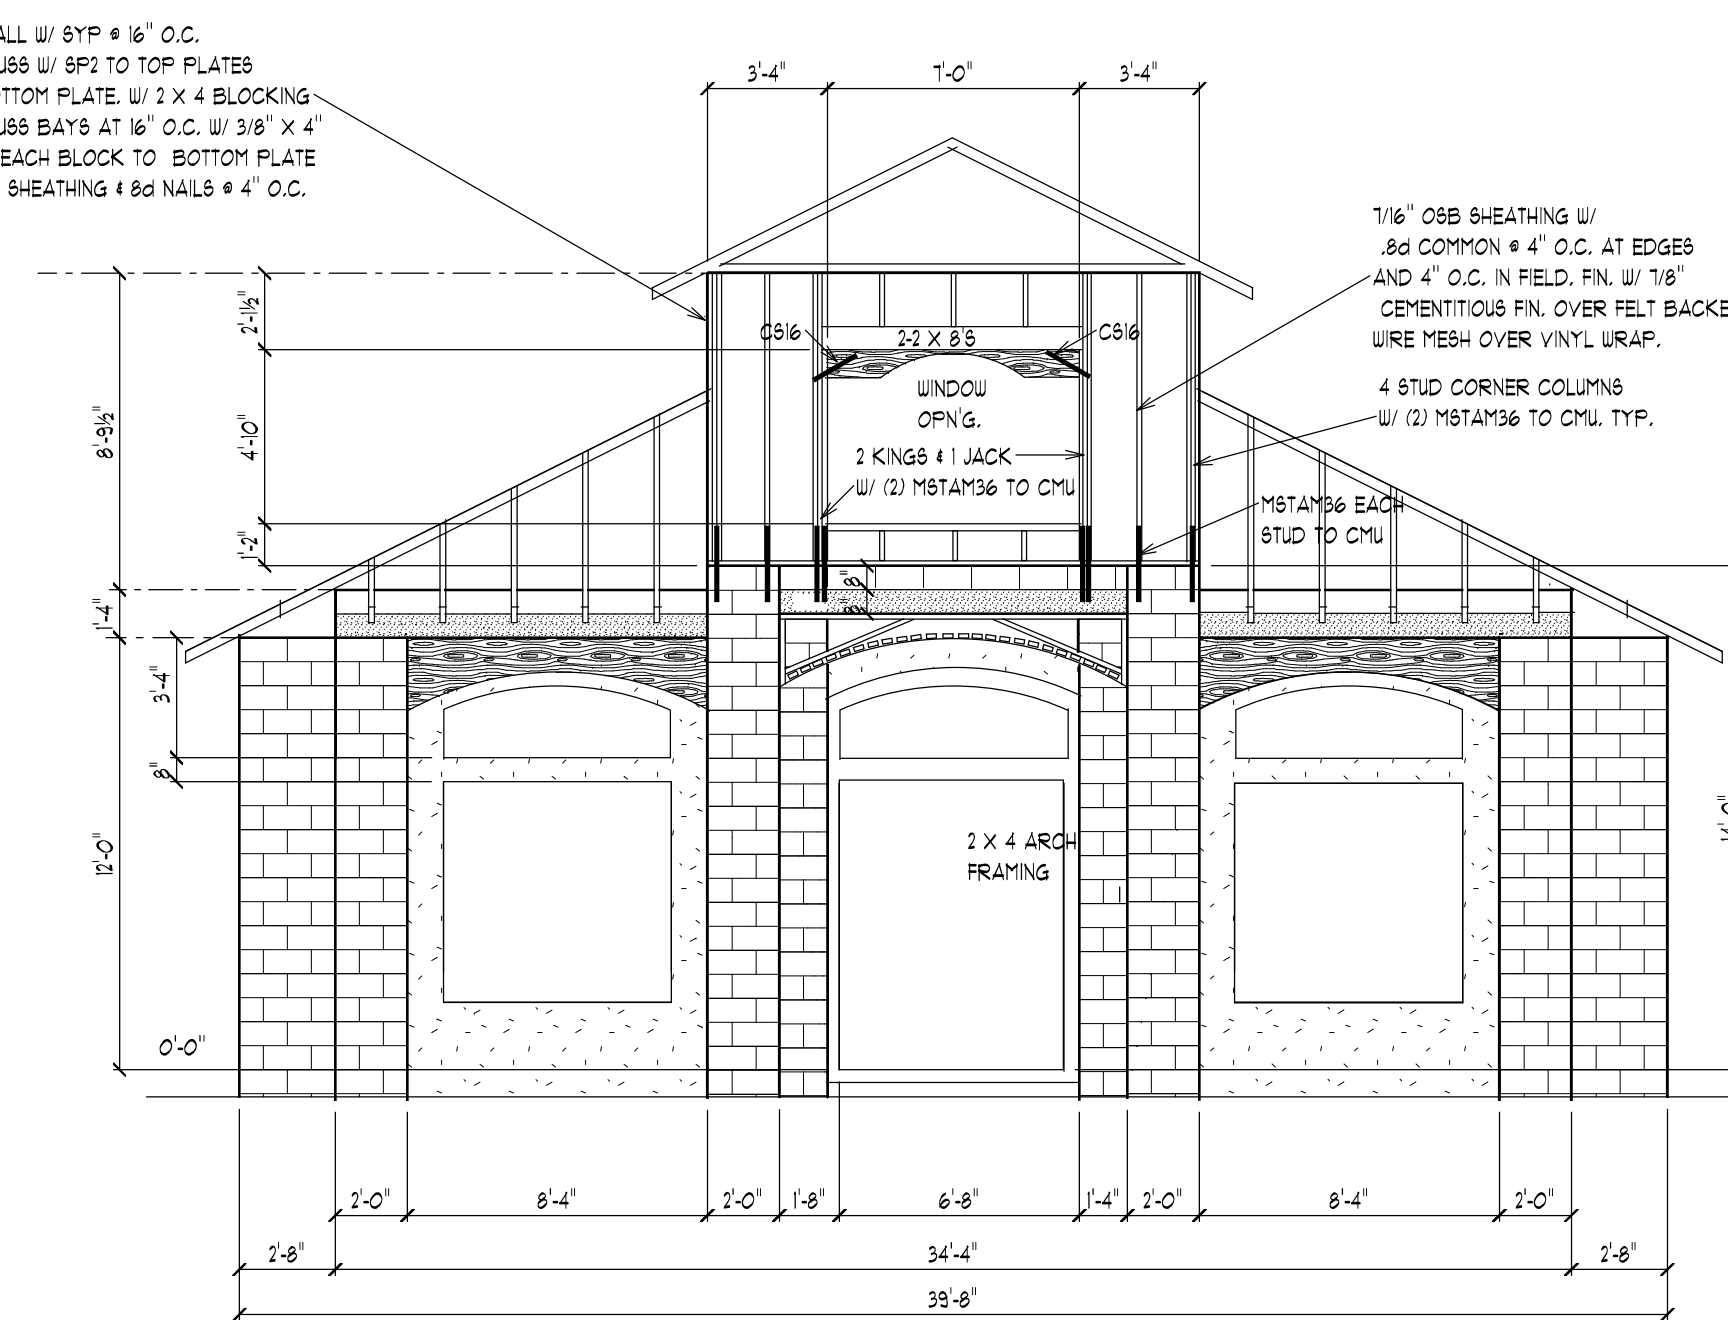 ALL W/ SYP @ 16" O.C.
USS W/ SP2 TO TOP PLATES
OTTOM PLATE. W/ 2 X 4 BLOCKING
USS BAYS AT 16" O.C. W/ 3/8" X 4"
EACH BLOCK TO BOTTOM PLATE
SHEATHING & 8d NAILS @ 4" O.C.
3'-4"
7'-0"
3'-4"
7/16" OSB SHEATHING W/
.8d COMMON @ 4" O.C. AT EDGES
AND 4" O.C. IN FIELD. FIN. W/ 7/8"
CEMENTITIOUS FIN. OVER FELT BACKE
WIRE MESH OVER VINYL WRAP.
4 STUD CORNER COLUMNS
W/ (2) MSTAM36 TO CMU. TYP.
2'-1½"
CS16
2-2 X 8'S
CS16
WINDOW
OPN'G.
8'-9½"
4'-10"
2 KINGS & 1 JACK
W/ (2) MSTAM36 TO CMU
MSTAM36 EACH
STUD TO CMU
1'-2"
8"
8"
1'-4"
3'-4"
8"
12'-0"
14'-0"
2 X 4 ARCH
FRAMING
0'-0"
2'-0"
8'-4"
2'-0"
1'-8"
6'-8"
1'-4"
2'-0"
8'-4"
2'-0"
2'-8"
34'-4"
2'-8"
39'-8"